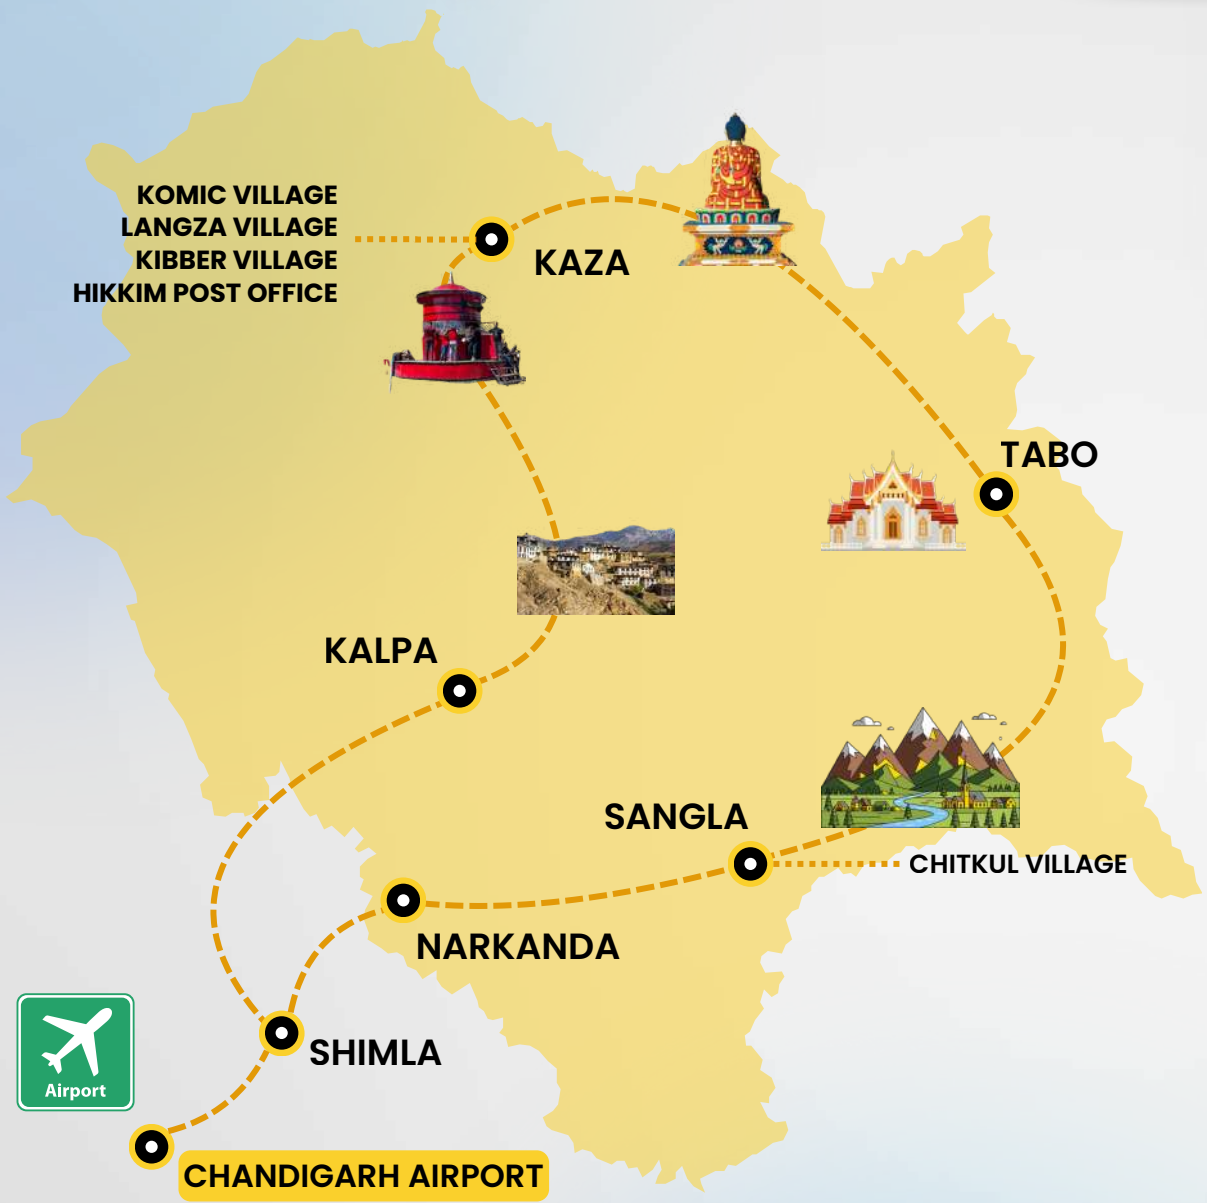 KOMIC VILLAGE
LANGZA VILLAGE
KIBBER VILLAGE
HIKKIM POST OFFICE
KAZA
TABO
KALPA
SANGLA
CHITKUL VILLAGE
NARKANDA
SHIMLA
Airport
CHANDIGARH AIRPORT